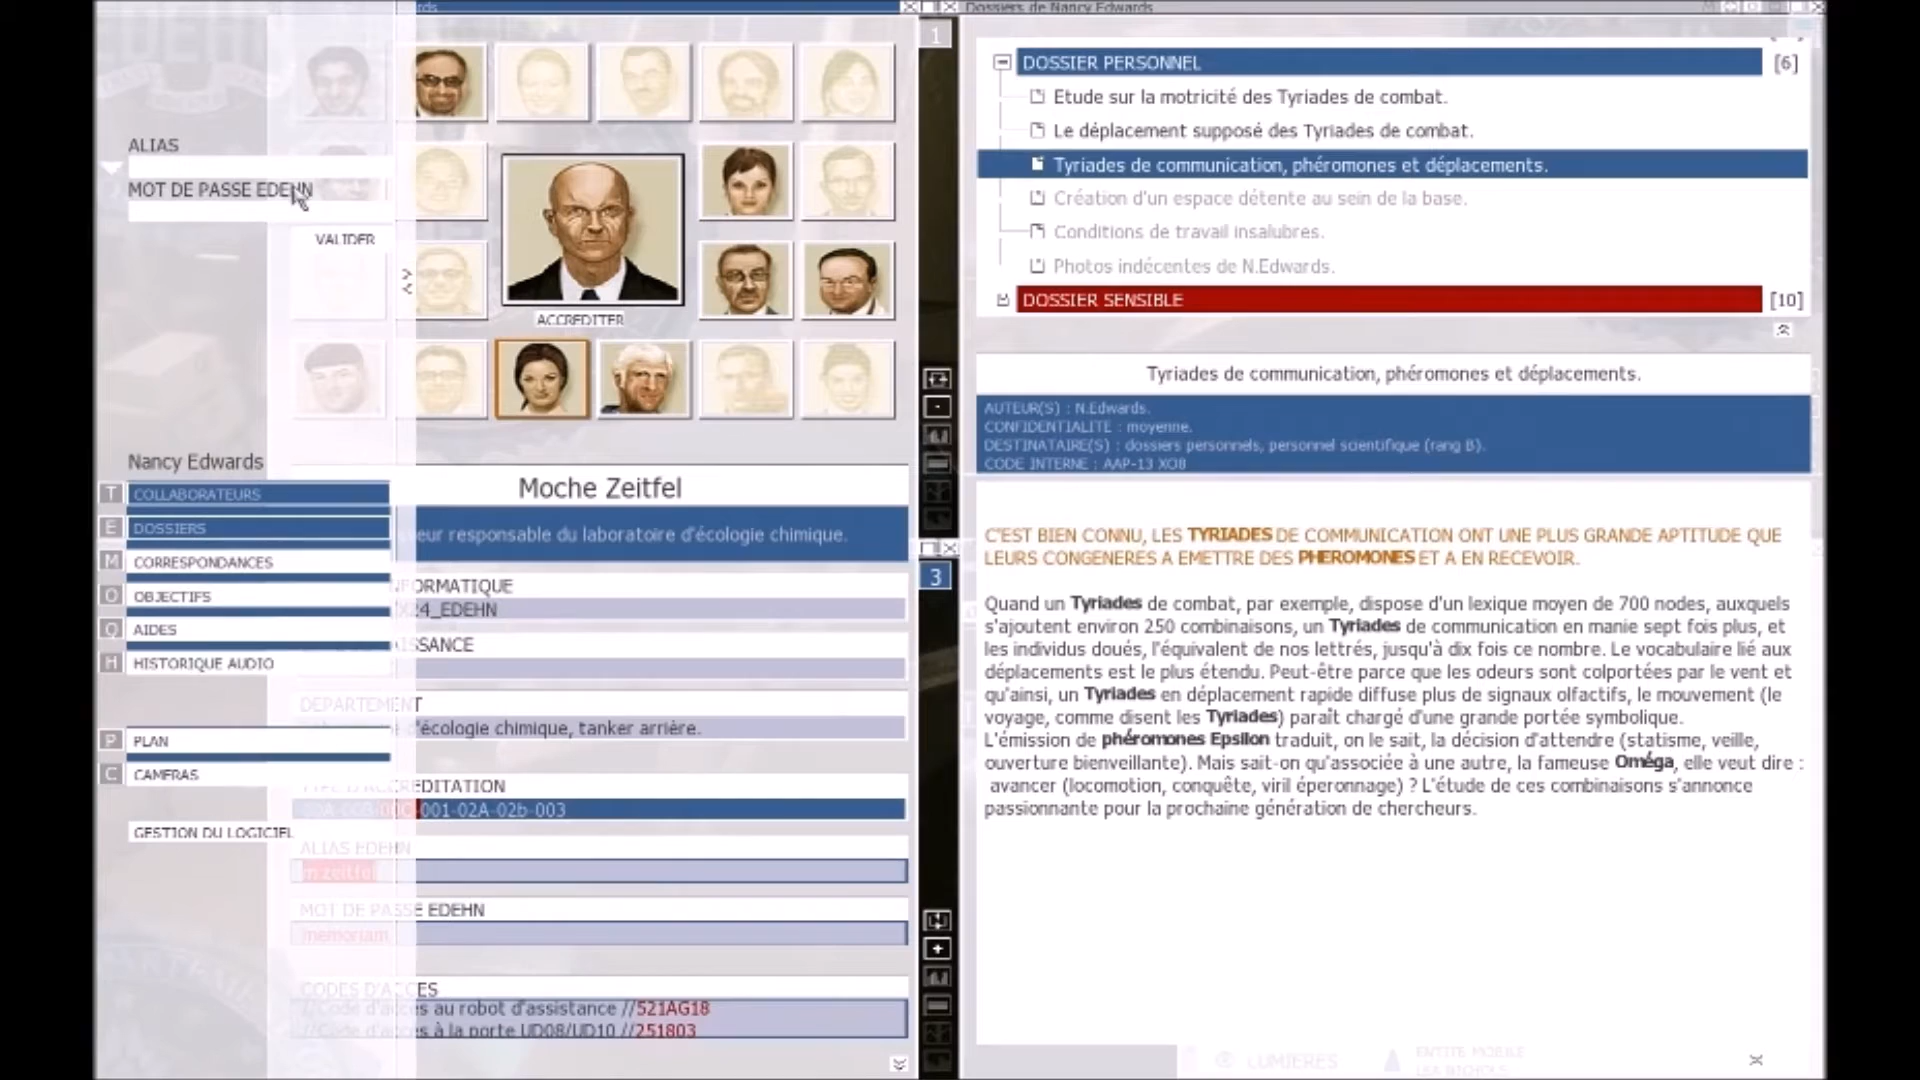 Dossiers de Nancy Edwards
ALIAS
MOT DE PASSE EDEHN
VALIDER
ACCREDITER
Nancy Edwards
T COLLABORATEURS
E DOSSIERS
M CORRESPONDANCES
O OBJECTIFS
Q AIDES
H HISTORIQUE AUDIO
P PLAN
C CAMERAS
GESTION DU LOGICIEL
Moche Zeitfel
responsable du laboratoire d'écologie chimique.
DEPARTEMENT
d'écologie chimique, tanker arrière.
TYPE D'ACCREDITATION
001-02A-02b-003
ALIAS EDEHN
m.zeitfel
MOT DE PASSE EDEHN
memoriam
CODES D'ACCES
//Code d'accès au robot d'assistance //521AG18
//Code d'accès à la porte UD08/UD10 //251803
1
3
DOSSIER PERSONNEL [6]
Etude sur la motricité des Tyriades de combat.
Le déplacement supposé des Tyriades de combat.
Tyriades de communication, phéromones et déplacements.
Création d'un espace détente au sein de la base.
Conditions de travail insalubres.
Photos indécentes de N.Edwards.
DOSSIER SENSIBLE [10]
Tyriades de communication, phéromones et déplacements.
AUTEUR(S) : N.Edwards.
CONFIDENTIALITE : moyenne.
DESTINATAIRE(S) : dossiers personnels, personnel scientifique (rang B).
CODE INTERNE : AAP-13 XO8
C'EST BIEN CONNU, LES TYRIADES DE COMMUNICATION ONT UNE PLUS GRANDE APTITUDE QUE
LEURS CONGENERES A EMETTRE DES PHEROMONES ET A EN RECEVOIR.
Quand un Tyriades de combat, par exemple, dispose d'un lexique moyen de 700 nodes, auxquels
s'ajoutent environ 250 combinaisons, un Tyriades de communication en manie sept fois plus, et
les individus doués, l'équivalent de nos lettrés, jusqu'à dix fois ce nombre. Le vocabulaire lié aux
déplacements est le plus étendu. Peut-être parce que les odeurs sont colportées par le vent et
qu'ainsi, un Tyriades en déplacement rapide diffuse plus de signaux olfactifs, le mouvement (le
voyage, comme disent les Tyriades) paraît chargé d'une grande portée symbolique.
L'émission de phéromones Epsilon traduit, on le sait, la décision d'attendre (statisme, veille,
ouverture bienveillante). Mais sait-on qu'associée à une autre, la fameuse Oméga, elle veut dire :
avancer (locomotion, conquête, viril éperonnage) ? L'étude de ces combinaisons s'annonce
passionnante pour la prochaine génération de chercheurs.
LUMIERES
ENTITE MOBILE